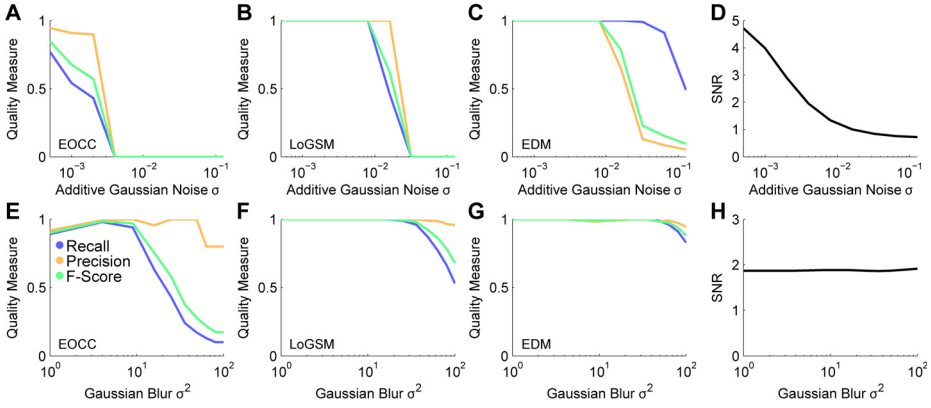 A
B
C
D
Quality Measure
1
0.5
0
EOCC
10⁻³
10⁻²
10⁻¹
Additive Gaussian Noise σ
Quality Measure
1
0.5
0
LoGSM
10⁻³
10⁻²
10⁻¹
Additive Gaussian Noise σ
Quality Measure
1
0.5
0
EDM
10⁻³
10⁻²
10⁻¹
Additive Gaussian Noise σ
SNR
5
4
3
2
1
0
10⁻³
10⁻²
10⁻¹
Additive Gaussian Noise σ
E
F
G
H
Quality Measure
1
0.5
0
Recall
Precision
F-Score
EOCC
10⁰
10¹
10²
Gaussian Blur σ²
Quality Measure
1
0.5
0
LoGSM
10⁰
10¹
10²
Gaussian Blur σ²
Quality Measure
1
0.5
0
EDM
10⁰
10¹
10²
Gaussian Blur σ²
SNR
3
2
1
0
10⁰
10¹
10²
Gaussian Blur σ²